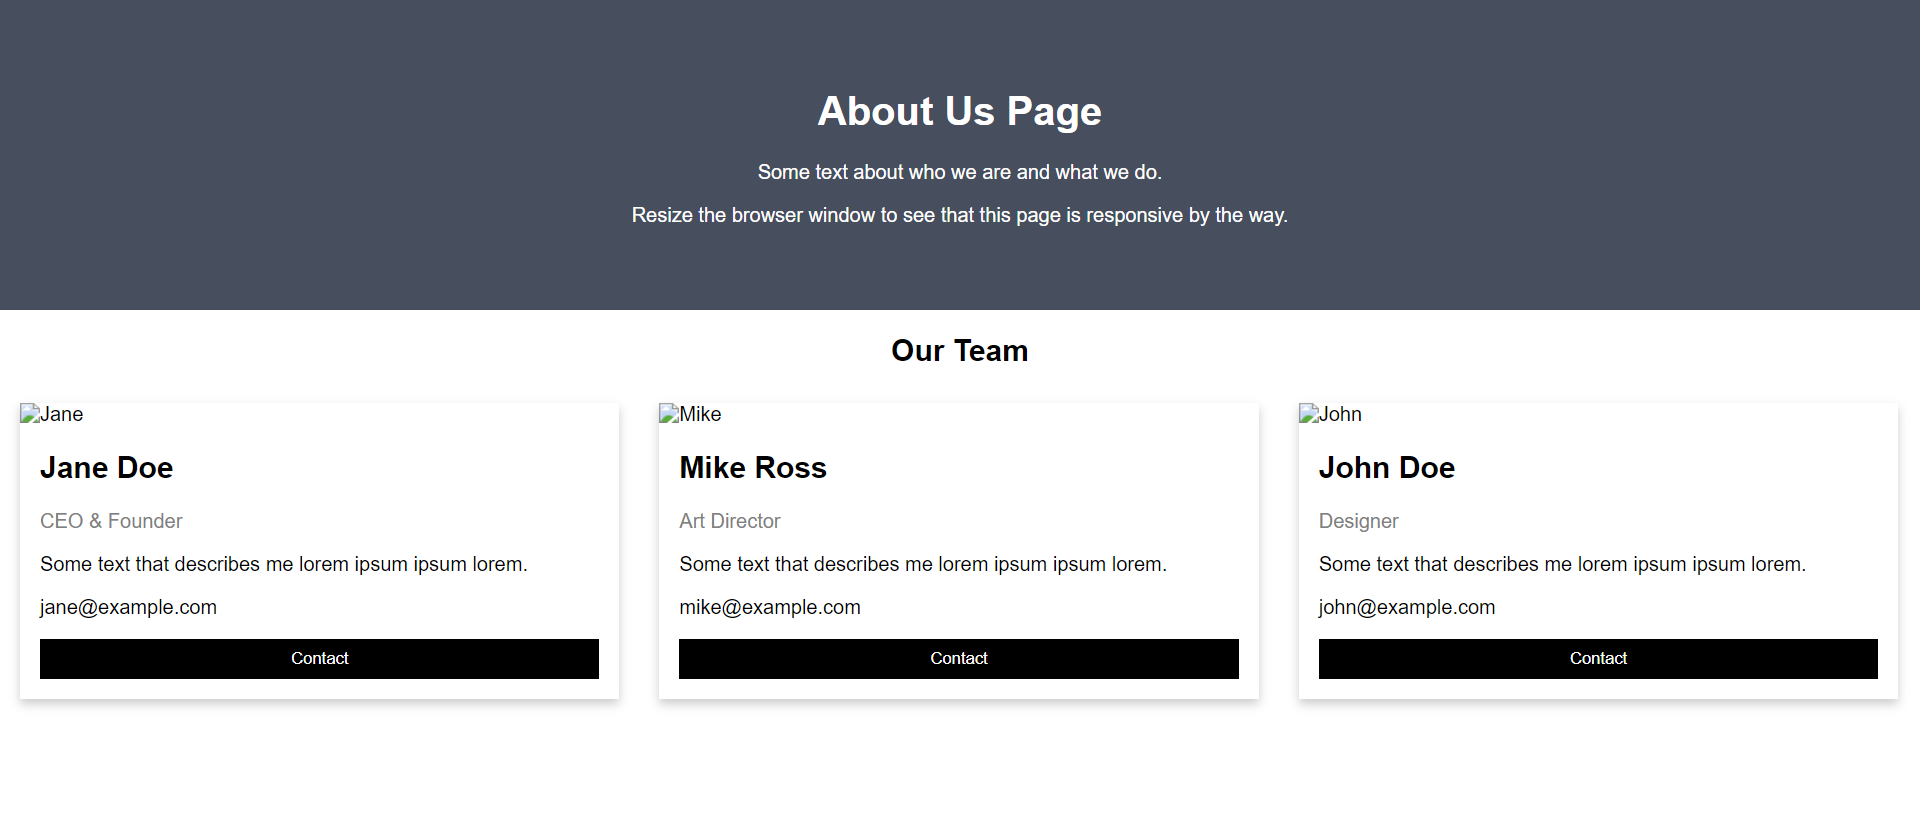 About Us Page
Some text about who we are and what we do.
Resize the browser window to see that this page is responsive by the way.
Our Team
Jane
Jane Doe
CEO & Founder
Some text that describes me lorem ipsum ipsum lorem.
jane@example.com
Contact
Mike
Mike Ross
Art Director
Some text that describes me lorem ipsum ipsum lorem.
mike@example.com
Contact
John
John Doe
Designer
Some text that describes me lorem ipsum ipsum lorem.
john@example.com
Contact